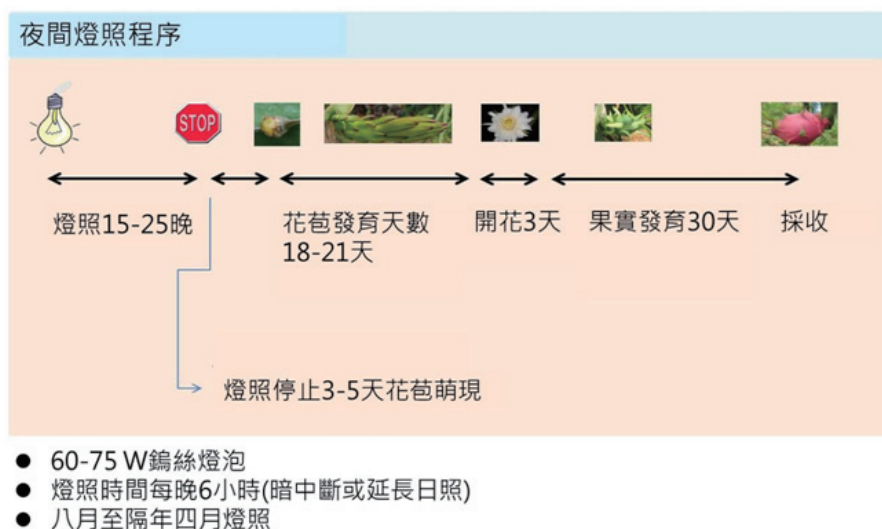 夜間燈照程序
STOP
燈照15-25晚
花苞發育天數
18-21天
開花3天
果實發育30天
採收
燈照停止3-5天花苞萌現
● 60-75 W鎢絲燈泡
● 燈照時間每晚6小時(暗中斷或延長日照)
● 八月至隔年四月燈照